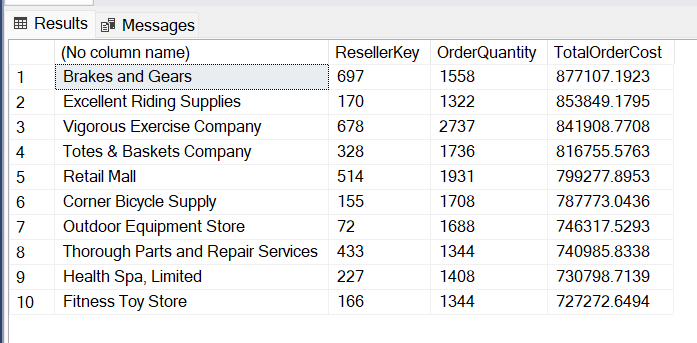 Results Messages
(No column name) ResellerKey OrderQuantity TotalOrderCost
1 Brakes and Gears 697 1558 877107.1923
2 Excellent Riding Supplies 170 1322 853849.1795
3 Vigorous Exercise Company 678 2737 841908.7708
4 Totes & Baskets Company 328 1736 816755.5763
5 Retail Mall 514 1931 799277.8953
6 Corner Bicycle Supply 155 1708 787773.0436
7 Outdoor Equipment Store 72 1688 746317.5293
8 Thorough Parts and Repair Services 433 1344 740985.8338
9 Health Spa, Limited 227 1408 730798.7139
10 Fitness Toy Store 166 1344 727272.6494